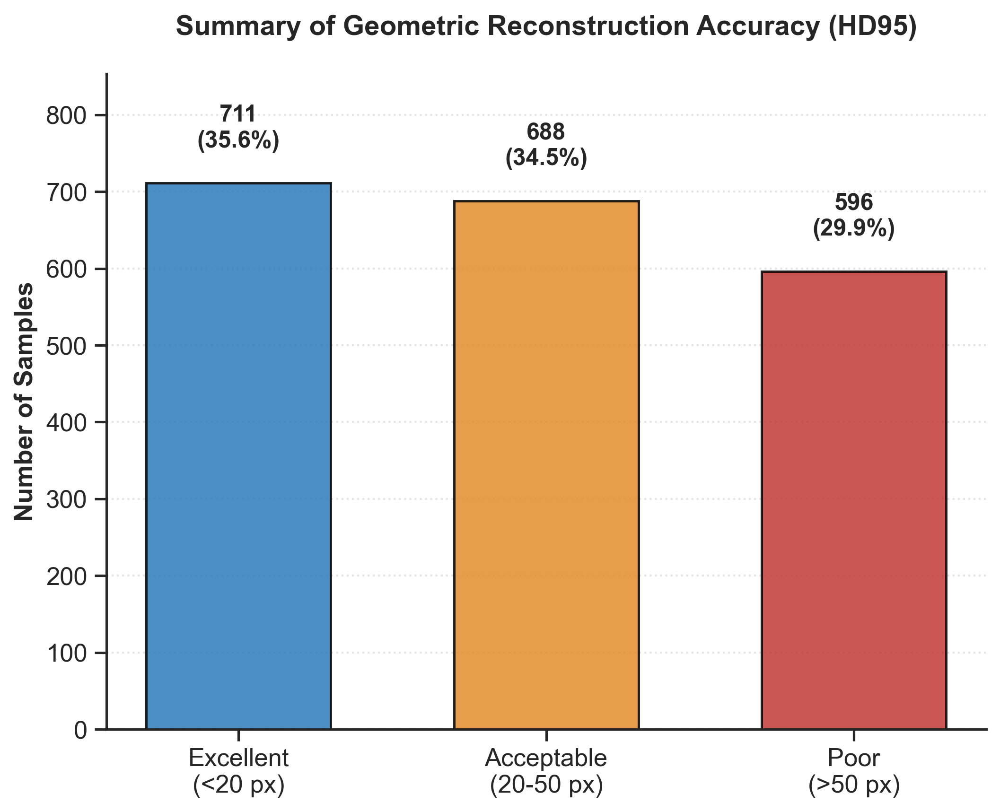 Summary of Geometric Reconstruction Accuracy (HD95)
Number of Samples
800
700
600
500
400
300
200
100
0
711
(35.6%)
688
(34.5%)
596
(29.9%)
Excellent
(<20 px)
Acceptable
(20-50 px)
Poor
(>50 px)